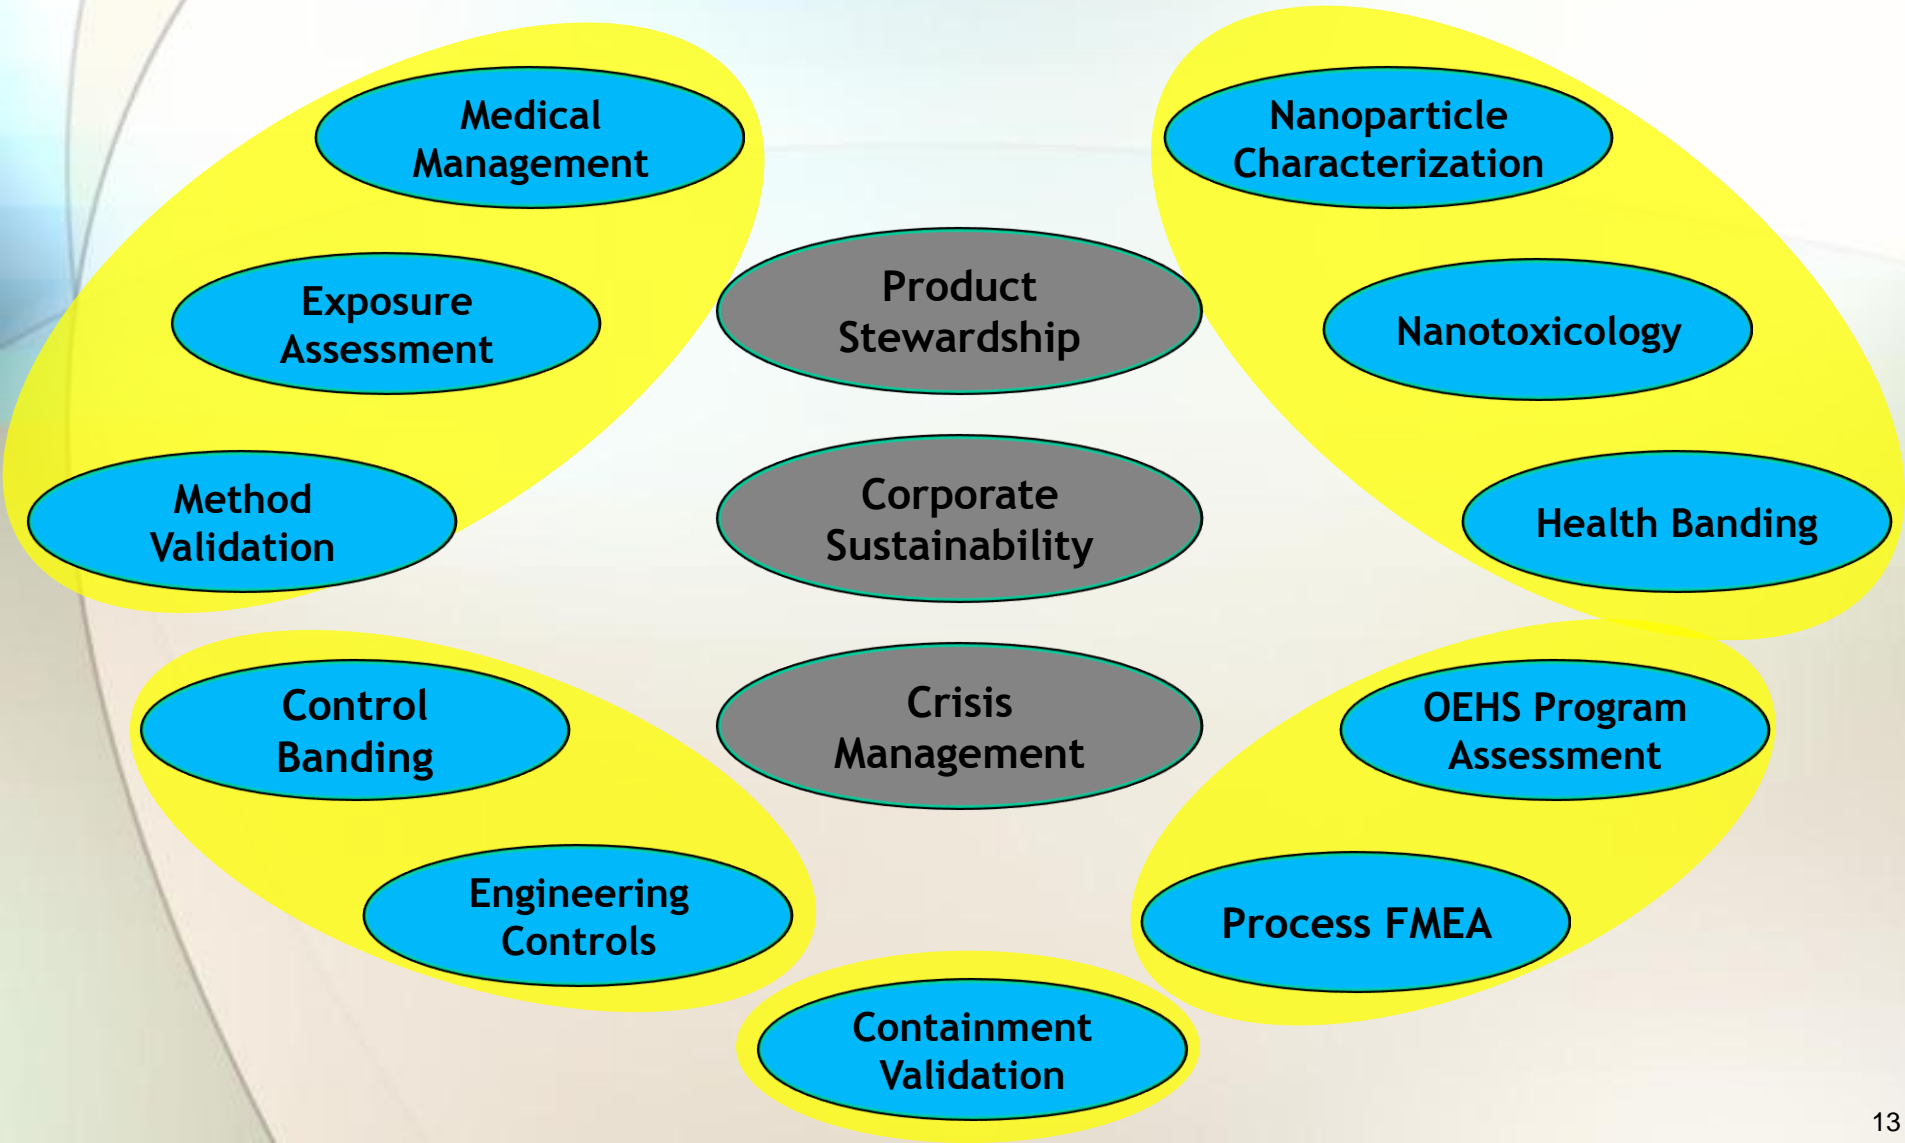 Medical
Management
Nanoparticle
Characterization
Product
Stewardship
Exposure
Assessment
Nanotoxicology
Corporate
Sustainability
Method
Validation
Health Banding
Crisis
Management
Control
Banding
OEHS Program
Assessment
Engineering
Controls
Process FMEA
Containment
Validation
13